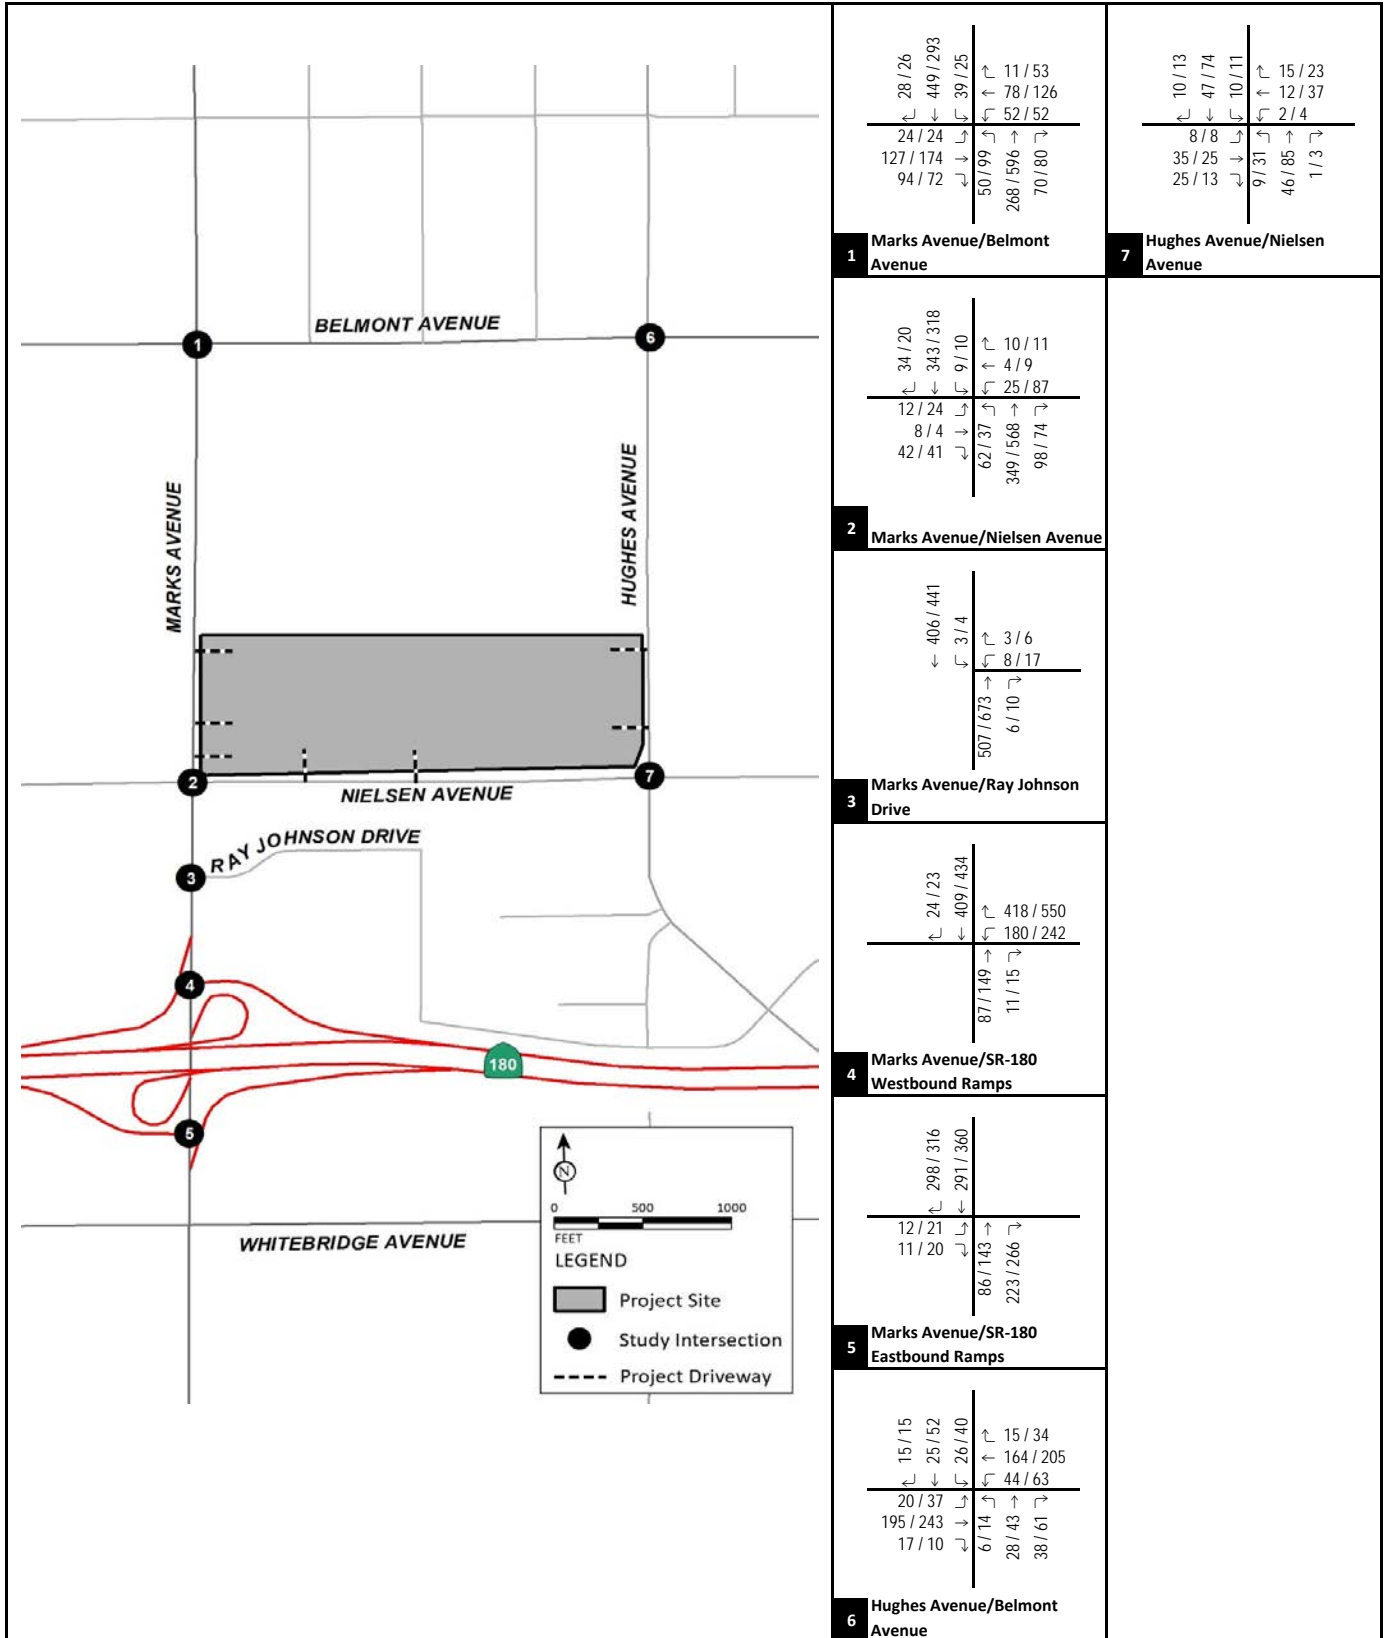 BELMONT AVENUE
MARKS AVENUE
HUGHES AVENUE
1
6
2
7
NIELSEN AVENUE
RAY JOHNSON DRIVE
3
4
180
5
WHITEBRIDGE AVENUE
N
0 500 1000
FEET
LEGEND
Project Site
Study Intersection
Project Driveway
28 / 26
449 / 293
39 / 25
11 / 53
78 / 126
52 / 52
24 / 24
127 / 174
94 / 72
50 / 99
268 / 596
70 / 80
1 Marks Avenue/Belmont
Avenue
10 / 13
47 / 74
10 / 11
15 / 23
12 / 37
2 / 4
8 / 8
35 / 25
25 / 13
9 / 31
46 / 85
1 / 3
7 Hughes Avenue/Nielsen
Avenue
34 / 20
343 / 318
9 / 10
10 / 11
4 / 9
25 / 87
12 / 24
8 / 4
42 / 41
62 / 37
349 / 568
98 / 74
2 Marks Avenue/Nielsen Avenue
406 / 441
3 / 4
3 / 6
8 / 17
507 / 673
6 / 10
3 Marks Avenue/Ray Johnson
Drive
24 / 23
409 / 434
418 / 550
180 / 242
87 / 149
11 / 15
4 Marks Avenue/SR-180
Westbound Ramps
298 / 316
291 / 360
12 / 21
11 / 20
86 / 143
223 / 266
5 Marks Avenue/SR-180
Eastbound Ramps
15 / 15
25 / 52
26 / 40
15 / 34
164 / 205
44 / 63
20 / 37
195 / 243
17 / 10
6 / 14
28 / 43
38 / 61
6 Hughes Avenue/Belmont
Avenue